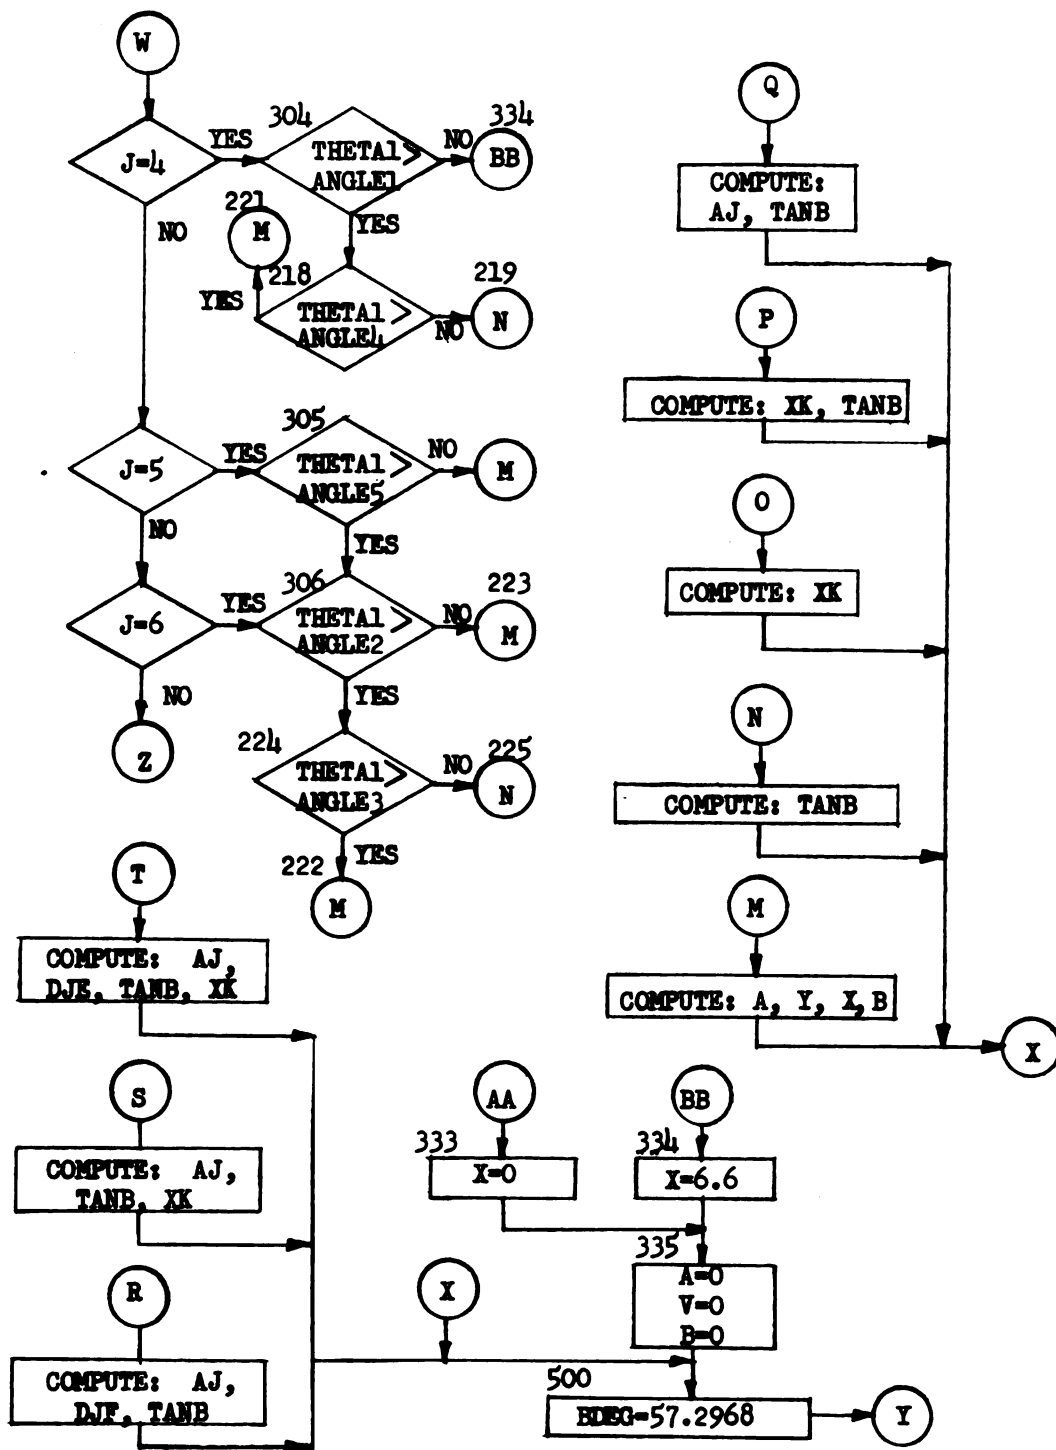 W
J=4
YES
304
THETA1 >
ANGLE1
NO
334
BB
NO
YES
221
M
YES
218
THETA1 >
ANGLE4
NO
219
N
J=5
YES
305
THETA1 >
ANGLE5
NO
M
NO
YES
J=6
YES
306
THETA1 >
ANGLE2
NO
223
M
NO
Z
YES
224
THETA1 >
ANGLE3
NO
225
N
YES
222
M
Q
COMPUTE:
AJ, TANB
P
COMPUTE: XK, TANB
O
COMPUTE: XK
N
COMPUTE: TANB
M
COMPUTE: A, Y, X, B
X
T
COMPUTE: AJ,
DJE, TANB, XK
S
COMPUTE: AJ,
TANB, XK
R
COMPUTE: AJ,
DJF, TANB
AA
333
X=0
BB
334
X=6.6
335
A=0
V=0
B=0
X
500
BDEG=57.2968
Y